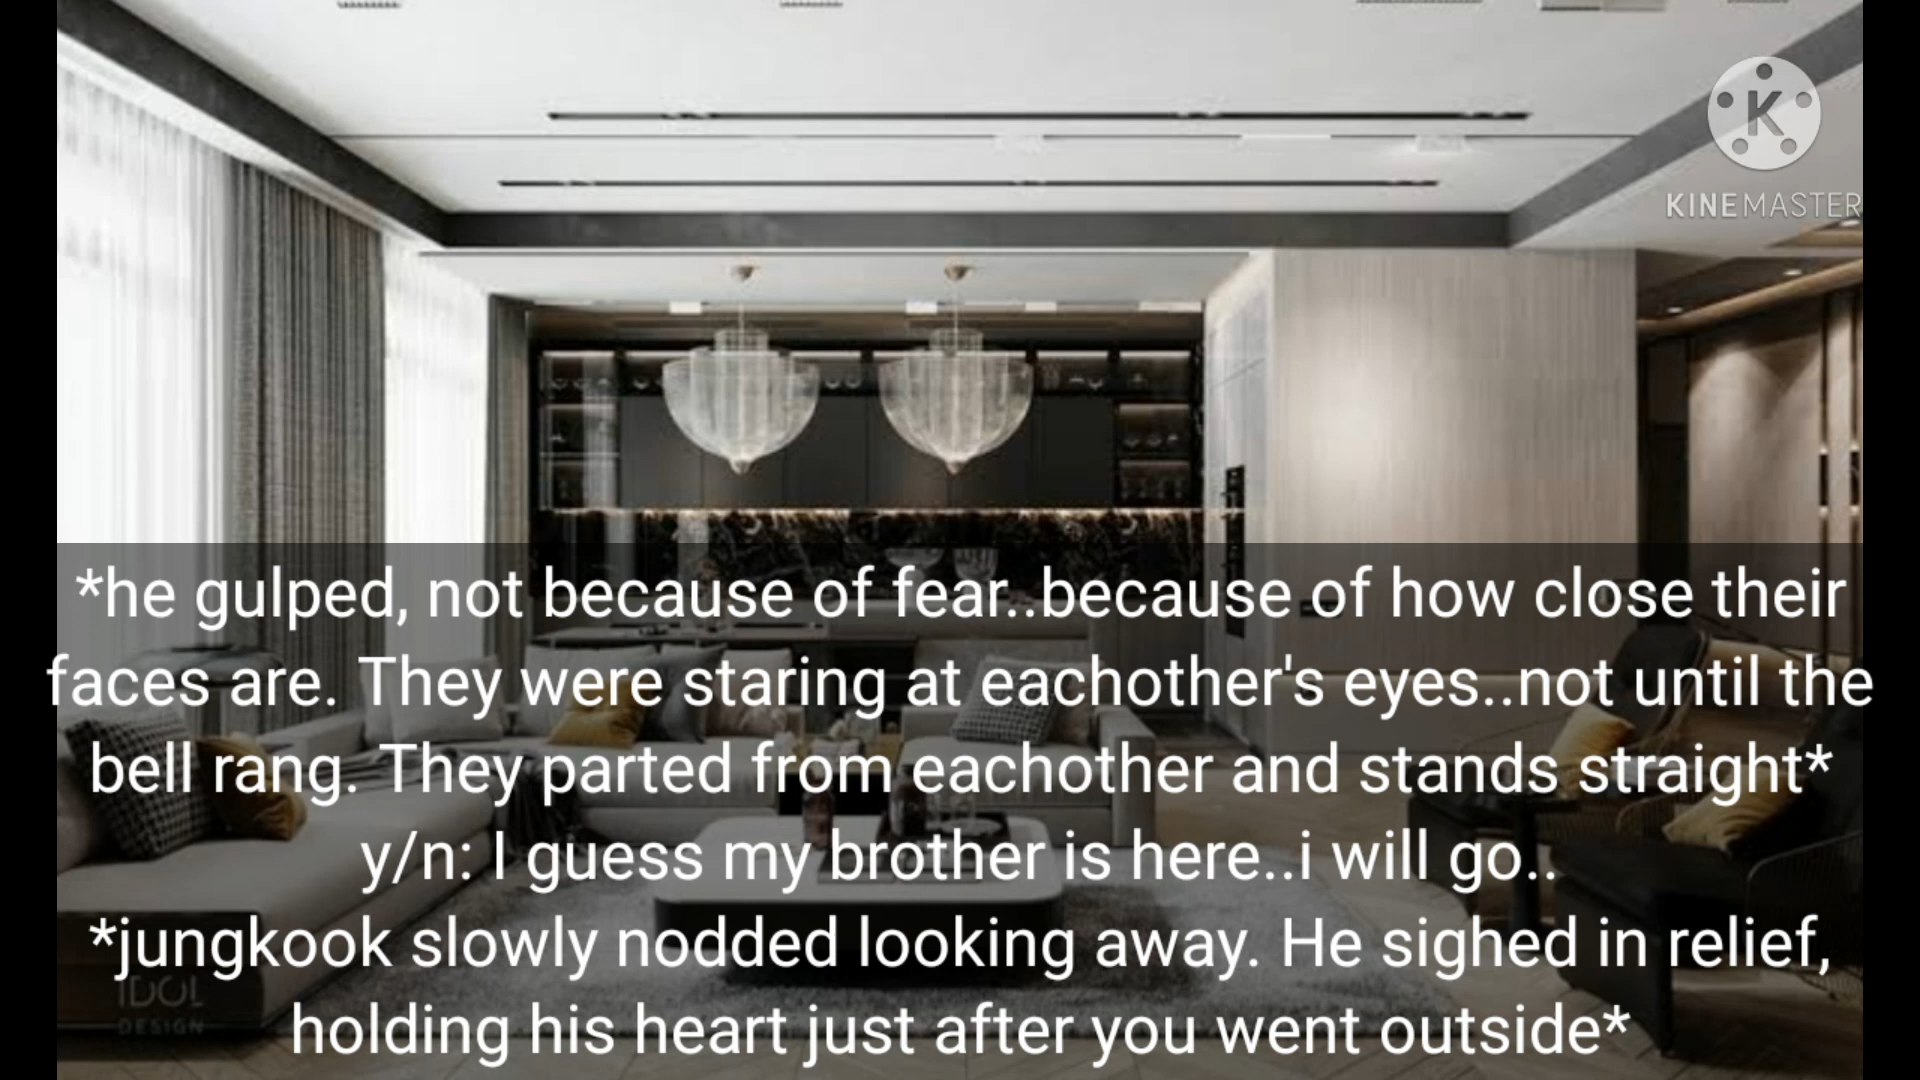 K
KINEMASTER
*he gulped, not because of fear..because of how close their
faces are. They were staring at eachother's eyes..not until the
bell rang. They parted from eachother and stands straight*
y/n: I guess my brother is here..i will go..
*jungkook slowly nodded looking away. He sighed in relief,
holding his heart just after you went outside*
IDOL
DESIGN